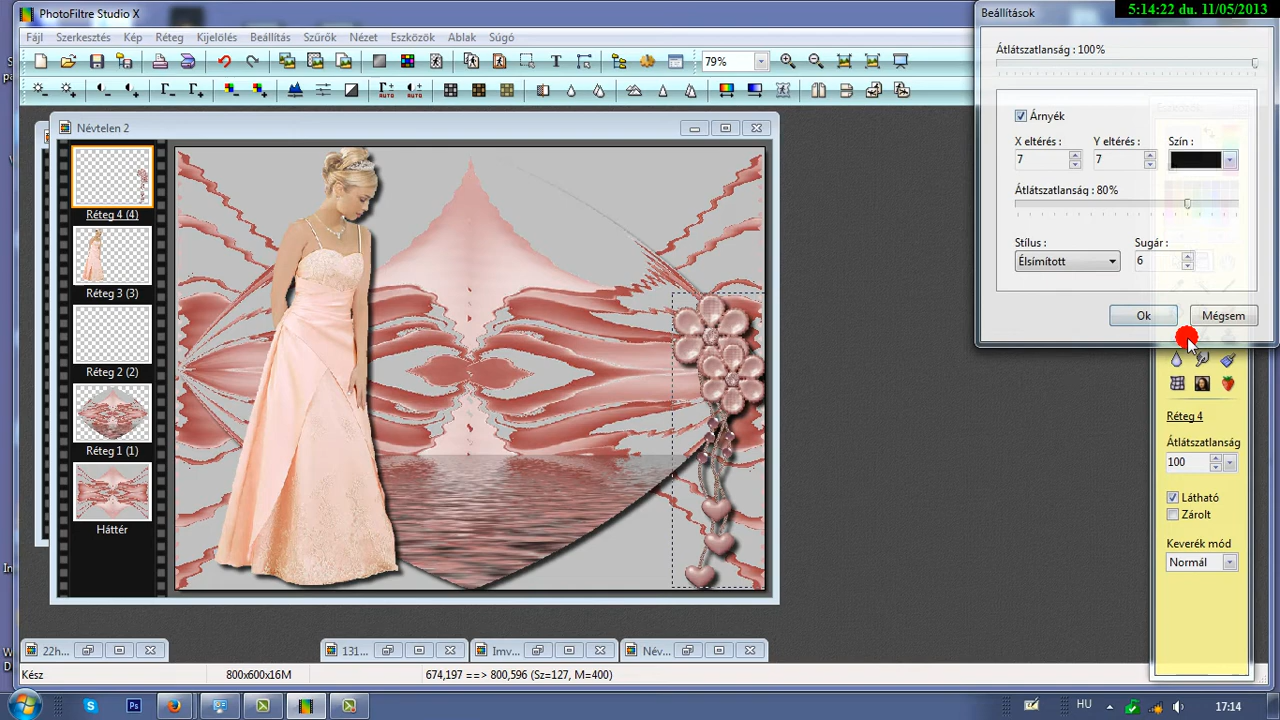 PhotoFiltre Studio X
5:14:22 du. 11/05/2013
Beállítások
Fájl Szerkesztés Kép Réteg Kijelölés Beállítás Szűrők Nézet Eszközök Ablak Súgó
79%
AUTO AUTO
Átlátszatlanság : 100%
Árnyék
X eltérés : Y eltérés : Szín :
7 7
Átlátszatlanság : 80%
Stílus : Sugár :
Élsímított 6
Ok Mégsem
Névtelen 2
Réteg 4 (4)
Réteg 3 (3)
Réteg 2 (2)
Réteg 1 (1)
Háttér
Réteg 4
Átlátszatlanság
100
Látható
Zárolt
Keverék mód
Normál
22h... 131... Imv... Név...
Kész 800x600x16M 674,197 ==> 800,596 (Sz=127, M=400)
Ps HU 17:14